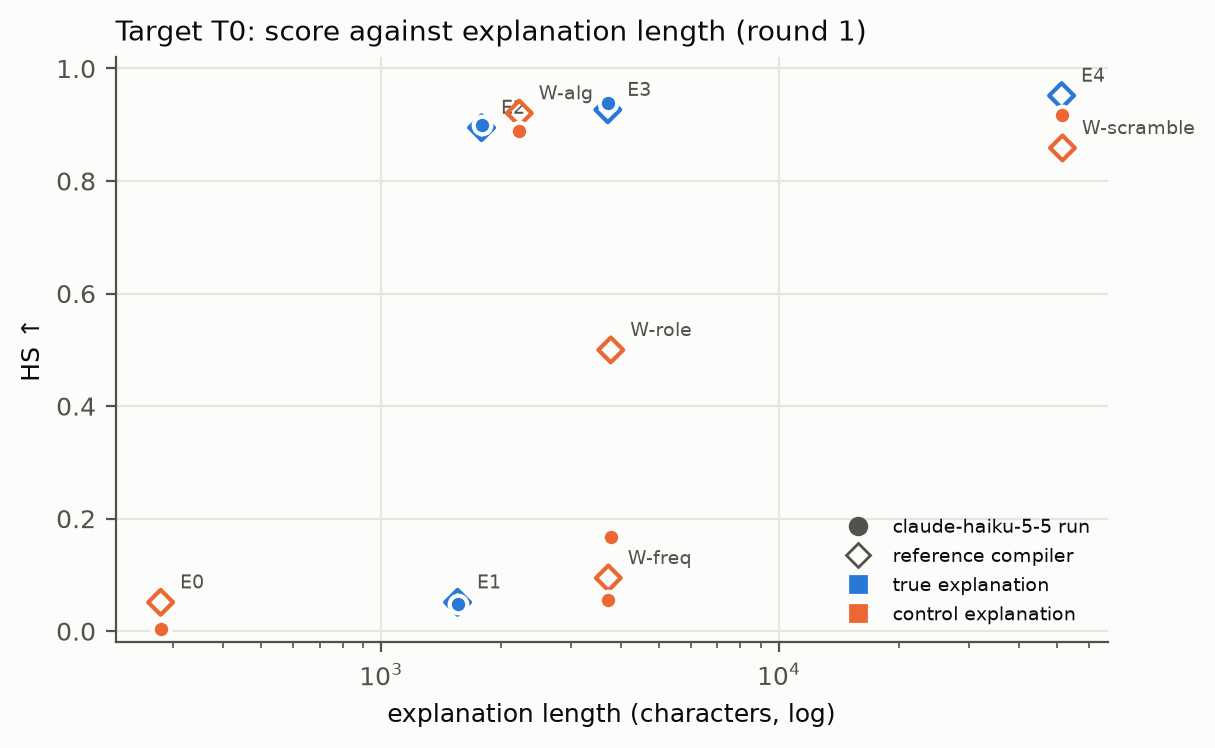 Target T0: score against explanation length (round 1)
HS ↑
1.0
0.8
0.6
0.4
0.2
0.0
E4
E3
W-alg
E2
W-scramble
W-role
W-freq
E0
E1
claude-haiku-5-5 run
reference compiler
true explanation
control explanation
10³
10⁴
explanation length (characters, log)